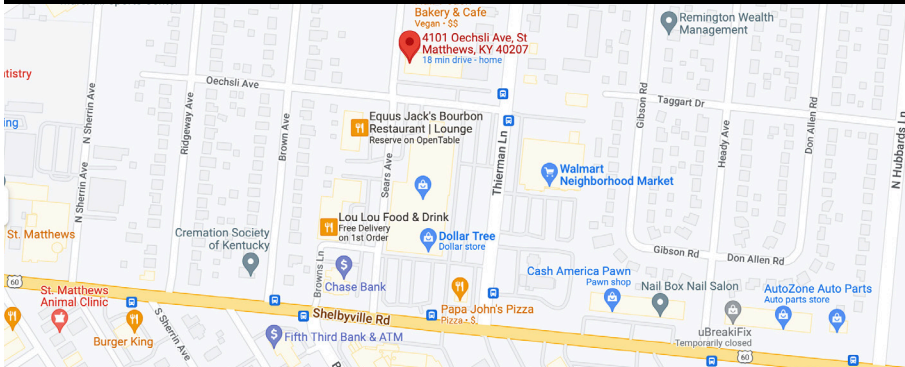 Bakery & Cafe
Vegan · $$
4101 Oechsli Ave, St
Matthews, KY 40207
18 min drive - home
Remington Wealth
Management
tistry
Oechsli Ave
N Sherrin Ave
Ridgeway Ave
Brown Ave
ing
Equus Jack's Bourbon
Restaurant | Lounge
Reserve on OpenTable
Sears Ave
Thierman Ln
Gibson Rd
Taggart Dr
Heady Ave
Don Allen Rd
N Hubbards Ln
Walmart
Neighborhood Market
N Sherrin Ave
St. Matthews
Cremation Society
of Kentucky
Lou Lou Food & Drink
Free Delivery
on 1st Order
Dollar Tree
Dollar store
Gibson Rd
Don Allen Rd
60
Browns Ln
Chase Bank
Cash America Pawn
Pawn shop
Nail Box Nail Salon
AutoZone Auto Parts
Auto parts store
St. Matthews
Animal Clinic
Burger King
S Sherrin Ave
Shelbyville Rd
Papa John's Pizza
Pizza · $
Fifth Third Bank & ATM
uBreakiFix
Temporarily closed
60